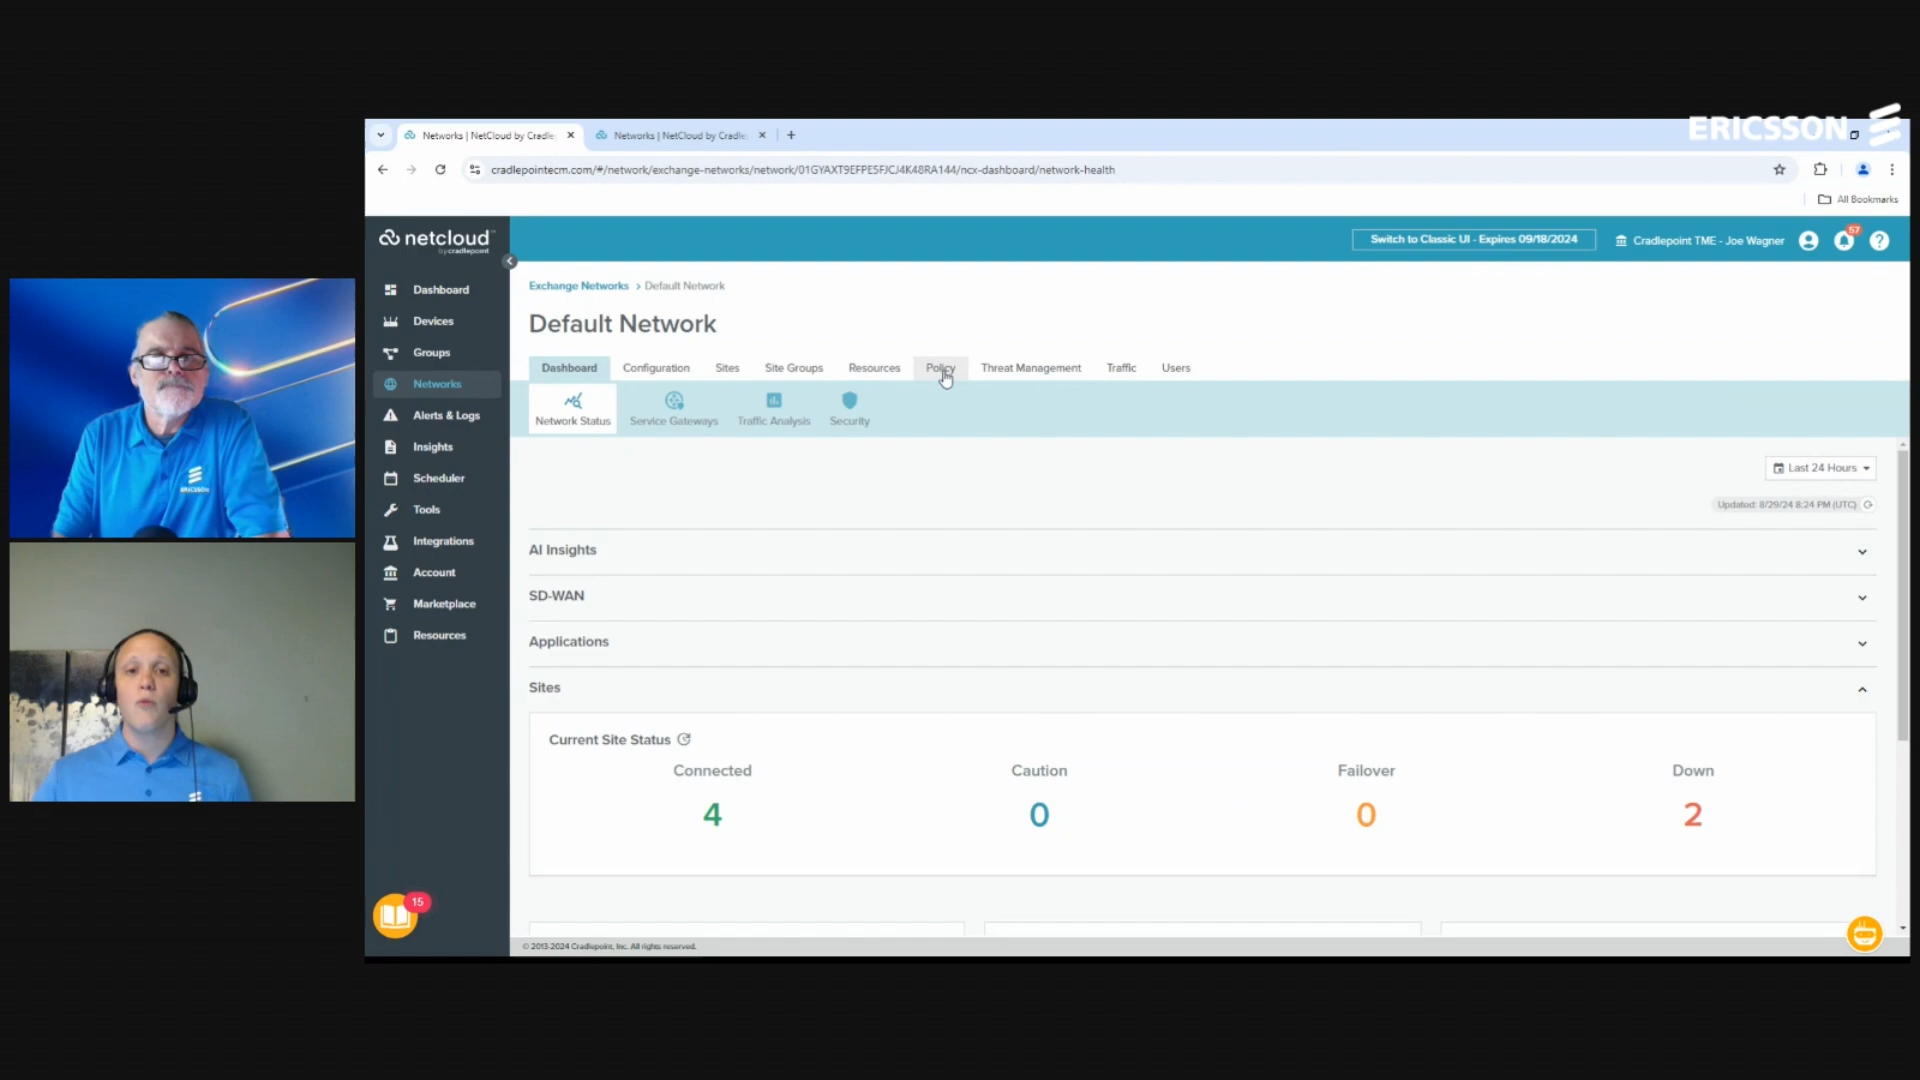 ERICSSON
Networks | NetCloud by Cradle
Networks | NetCloud by Cradle
cradlepointecm.com/#/network/exchange-networks/network/01GYAXT9EFPESFJCJ4K48RA144/ncx-dashboard/network-health
All Bookmarks
netcloud
by cradlepoint
Switch to Classic UI - Expires 09/18/2024
Cradlepoint TME - Joe Wagner
57
Dashboard
Devices
Groups
Networks
Alerts & Logs
Insights
Scheduler
Tools
Integrations
Account
Marketplace
Resources
15
Exchange Networks > Default Network
Default Network
Dashboard Configuration Sites Site Groups Resources Policy Threat Management Traffic Users
Network Status Service Gateways Traffic Analysis Security
Last 24 Hours
Updated: 8/29/24 8:24 PM (UTC)
AI Insights
SD-WAN
Applications
Sites
Current Site Status
Connected Caution Failover Down
4 0 0 2
© 2013-2024 Cradlepoint, Inc. All rights reserved.
ERICSSON